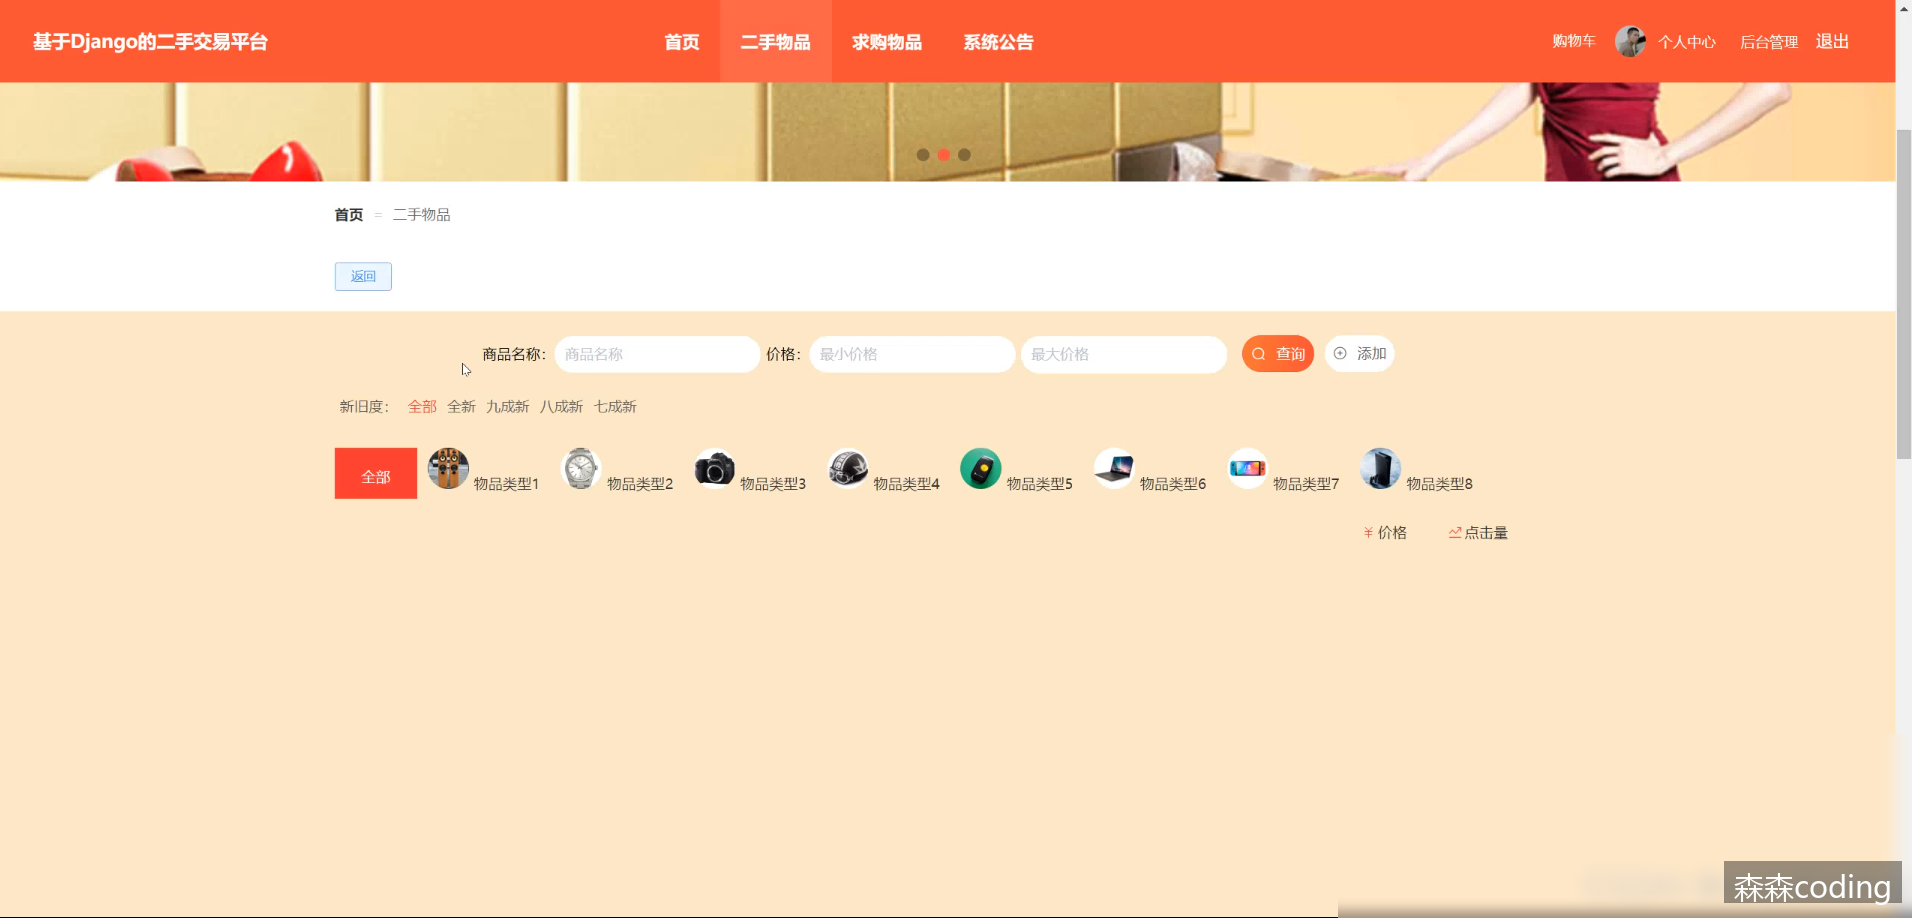 基于Django的二手交易平台 首页 二手物品 求购物品 系统公告 购物车 个人中心 后台管理 退出
首页 = 二手物品
返回
商品名称： 商品名称 价格： 最小价格 最大价格 查询 添加
新旧度： 全部 全新 九成新 八成新 七成新
全部 物品类型1 物品类型2 物品类型3 物品类型4 物品类型5 物品类型6 物品类型7 物品类型8
¥ 价格 点击量
森森coding